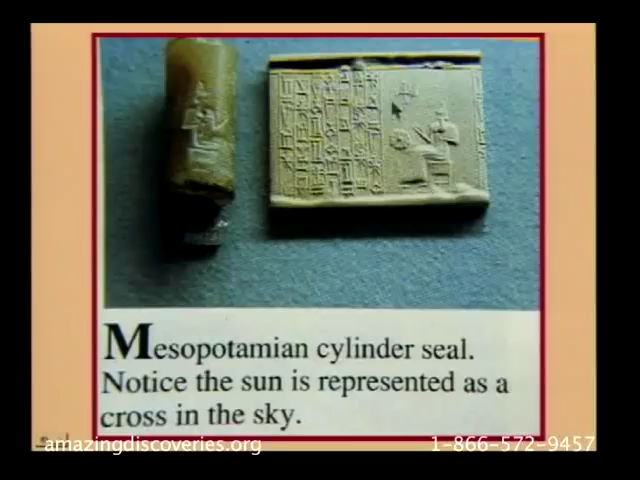 Mesopotamian cylinder seal.
Notice the sun is represented as a
cross in the sky.
amazingdiscoveries.org
1-866-572-9457